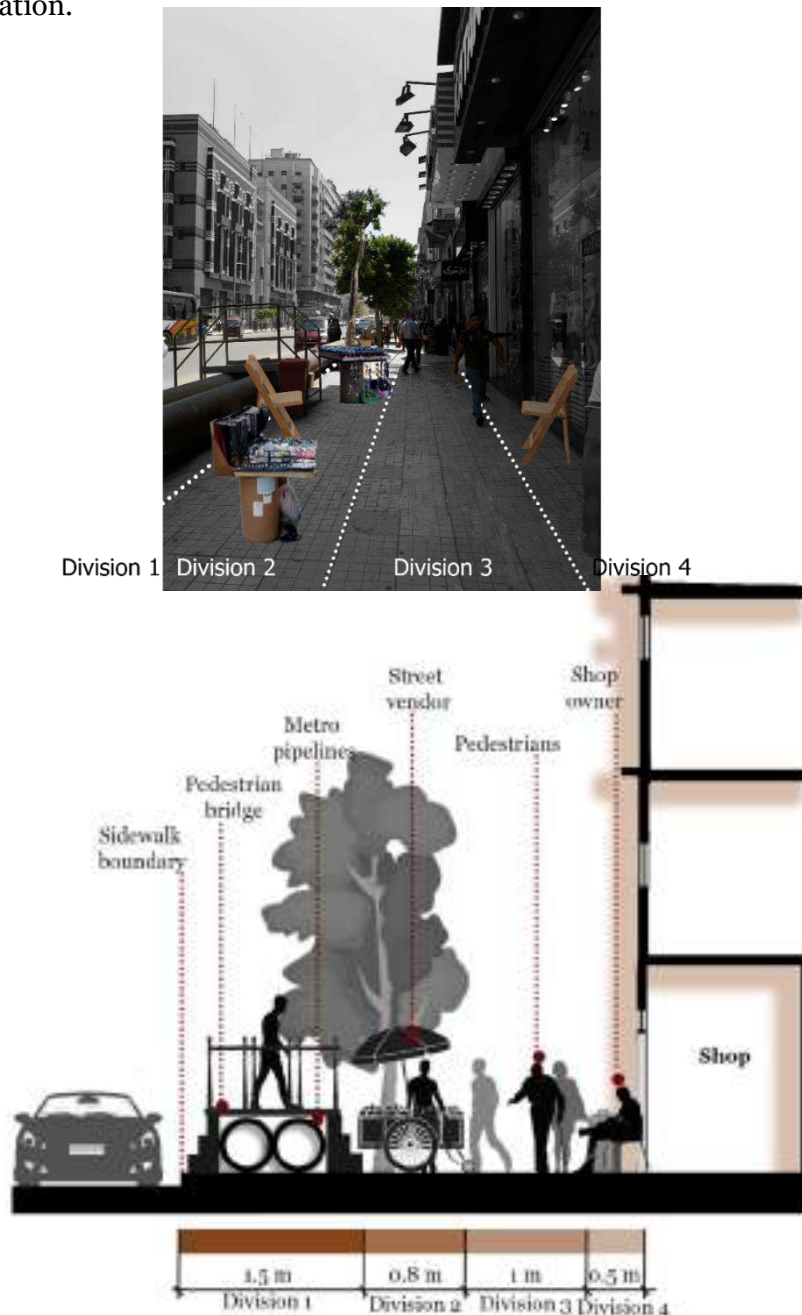 ation.
Division 1 Division 2 Division 3 Division 4
Street
vendor
Shop
owner
Metro
pipelines
Pedestrians
Pedestrian
bridge
Sidewalk
boundary
Shop
1.5 m 0.8 m 1 m 0.5 m
Division 1 Division 2 Division 3 Division 4